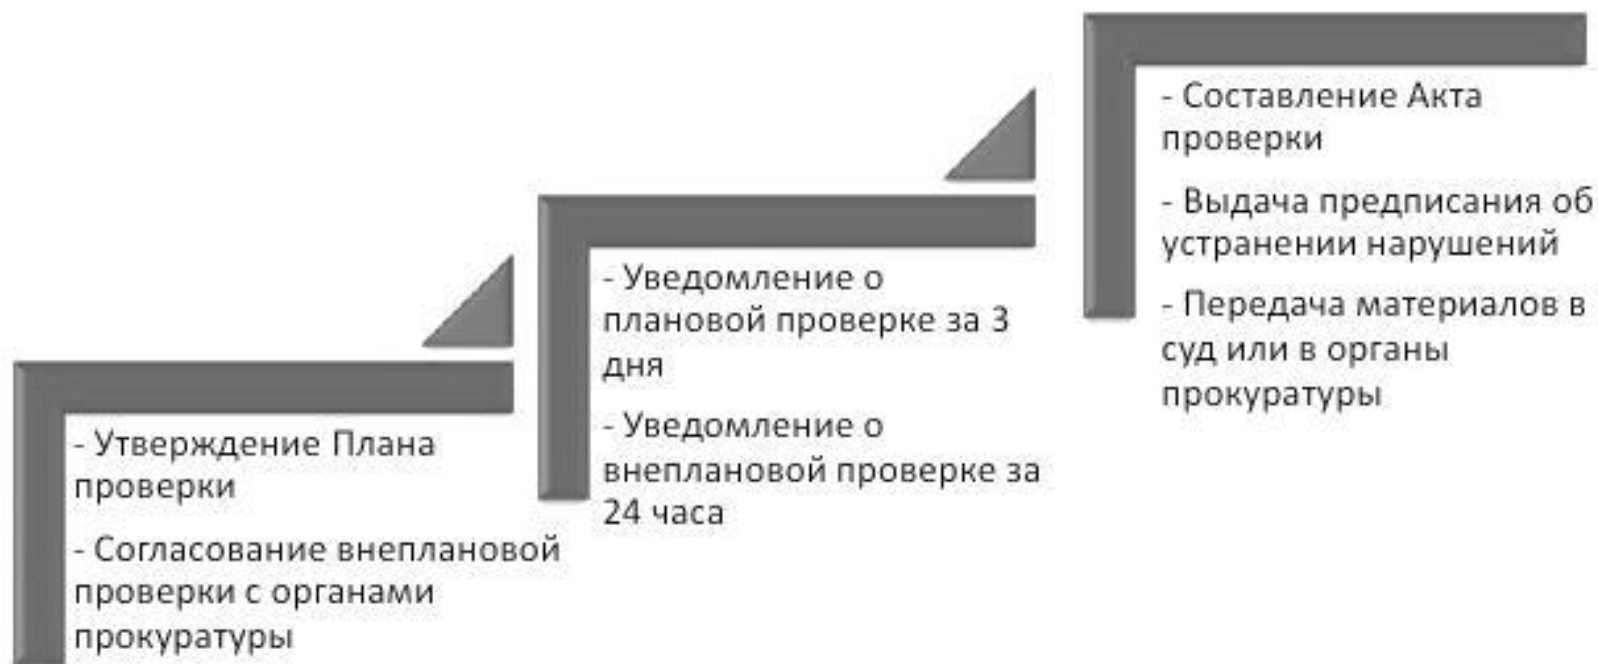 - Утверждение Плана
проверки
- Согласование внеплановой
проверки с органами
прокуратуры
- Уведомление о
плановой проверке за 3
дня
- Уведомление о
внеплановой проверке за
24 часа
- Составление Акта
проверки
- Выдача предписания об
устранении нарушений
- Передача материалов в
суд или в органы
прокуратуры